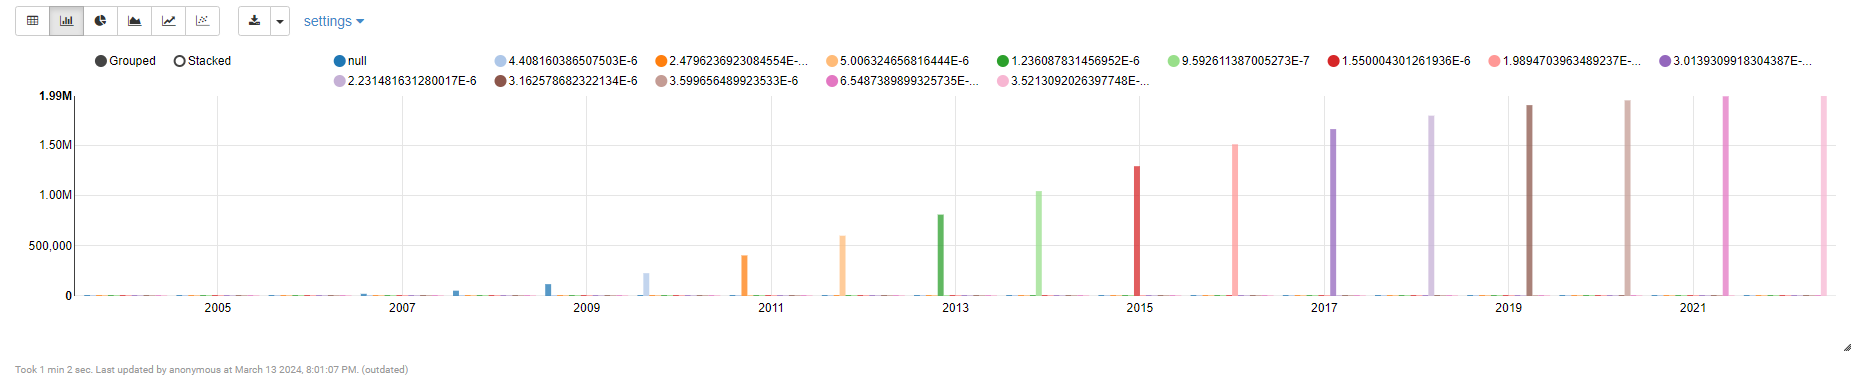 settings
Grouped Stacked null 4.408160386507503E-6 2.4796236923084554E-... 5.006324656816444E-6 1.236087831456952E-6 9.592611387005273E-7 1.550004301261936E-6 1.9894703963489237E-... 3.0139309918304387E-...
2.231481631280017E-6 3.162578682322134E-6 3.599656489923533E-6 6.5487389899325735E-... 3.5213092026397748E-...
1.99M
1.50M
1.00M
500,000
0
2005 2007 2009 2011 2013 2015 2017 2019 2021
Took 1 min 2 sec. Last updated by anonymous at March 13 2024, 8:01:07 PM. (outdated)